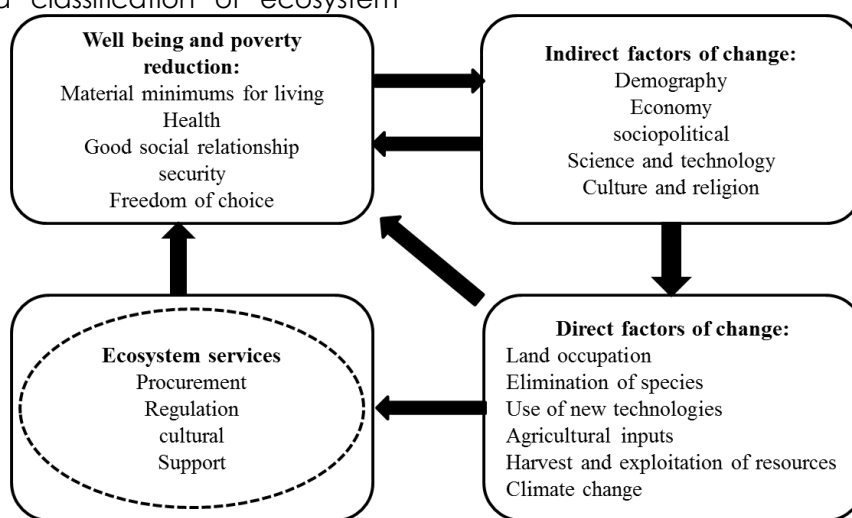 a classification of ecosystem
Well being and poverty
reduction:
Material minimums for living
Health
Good social relationship
security
Freedom of choice
Indirect factors of change:
Demography
Economy
sociopolitical
Science and technology
Culture and religion
Ecosystem services
Procurement
Regulation
cultural
Support
Direct factors of change:
Land occupation
Elimination of species
Use of new technologies
Agricultural inputs
Harvest and exploitation of resources
Climate change